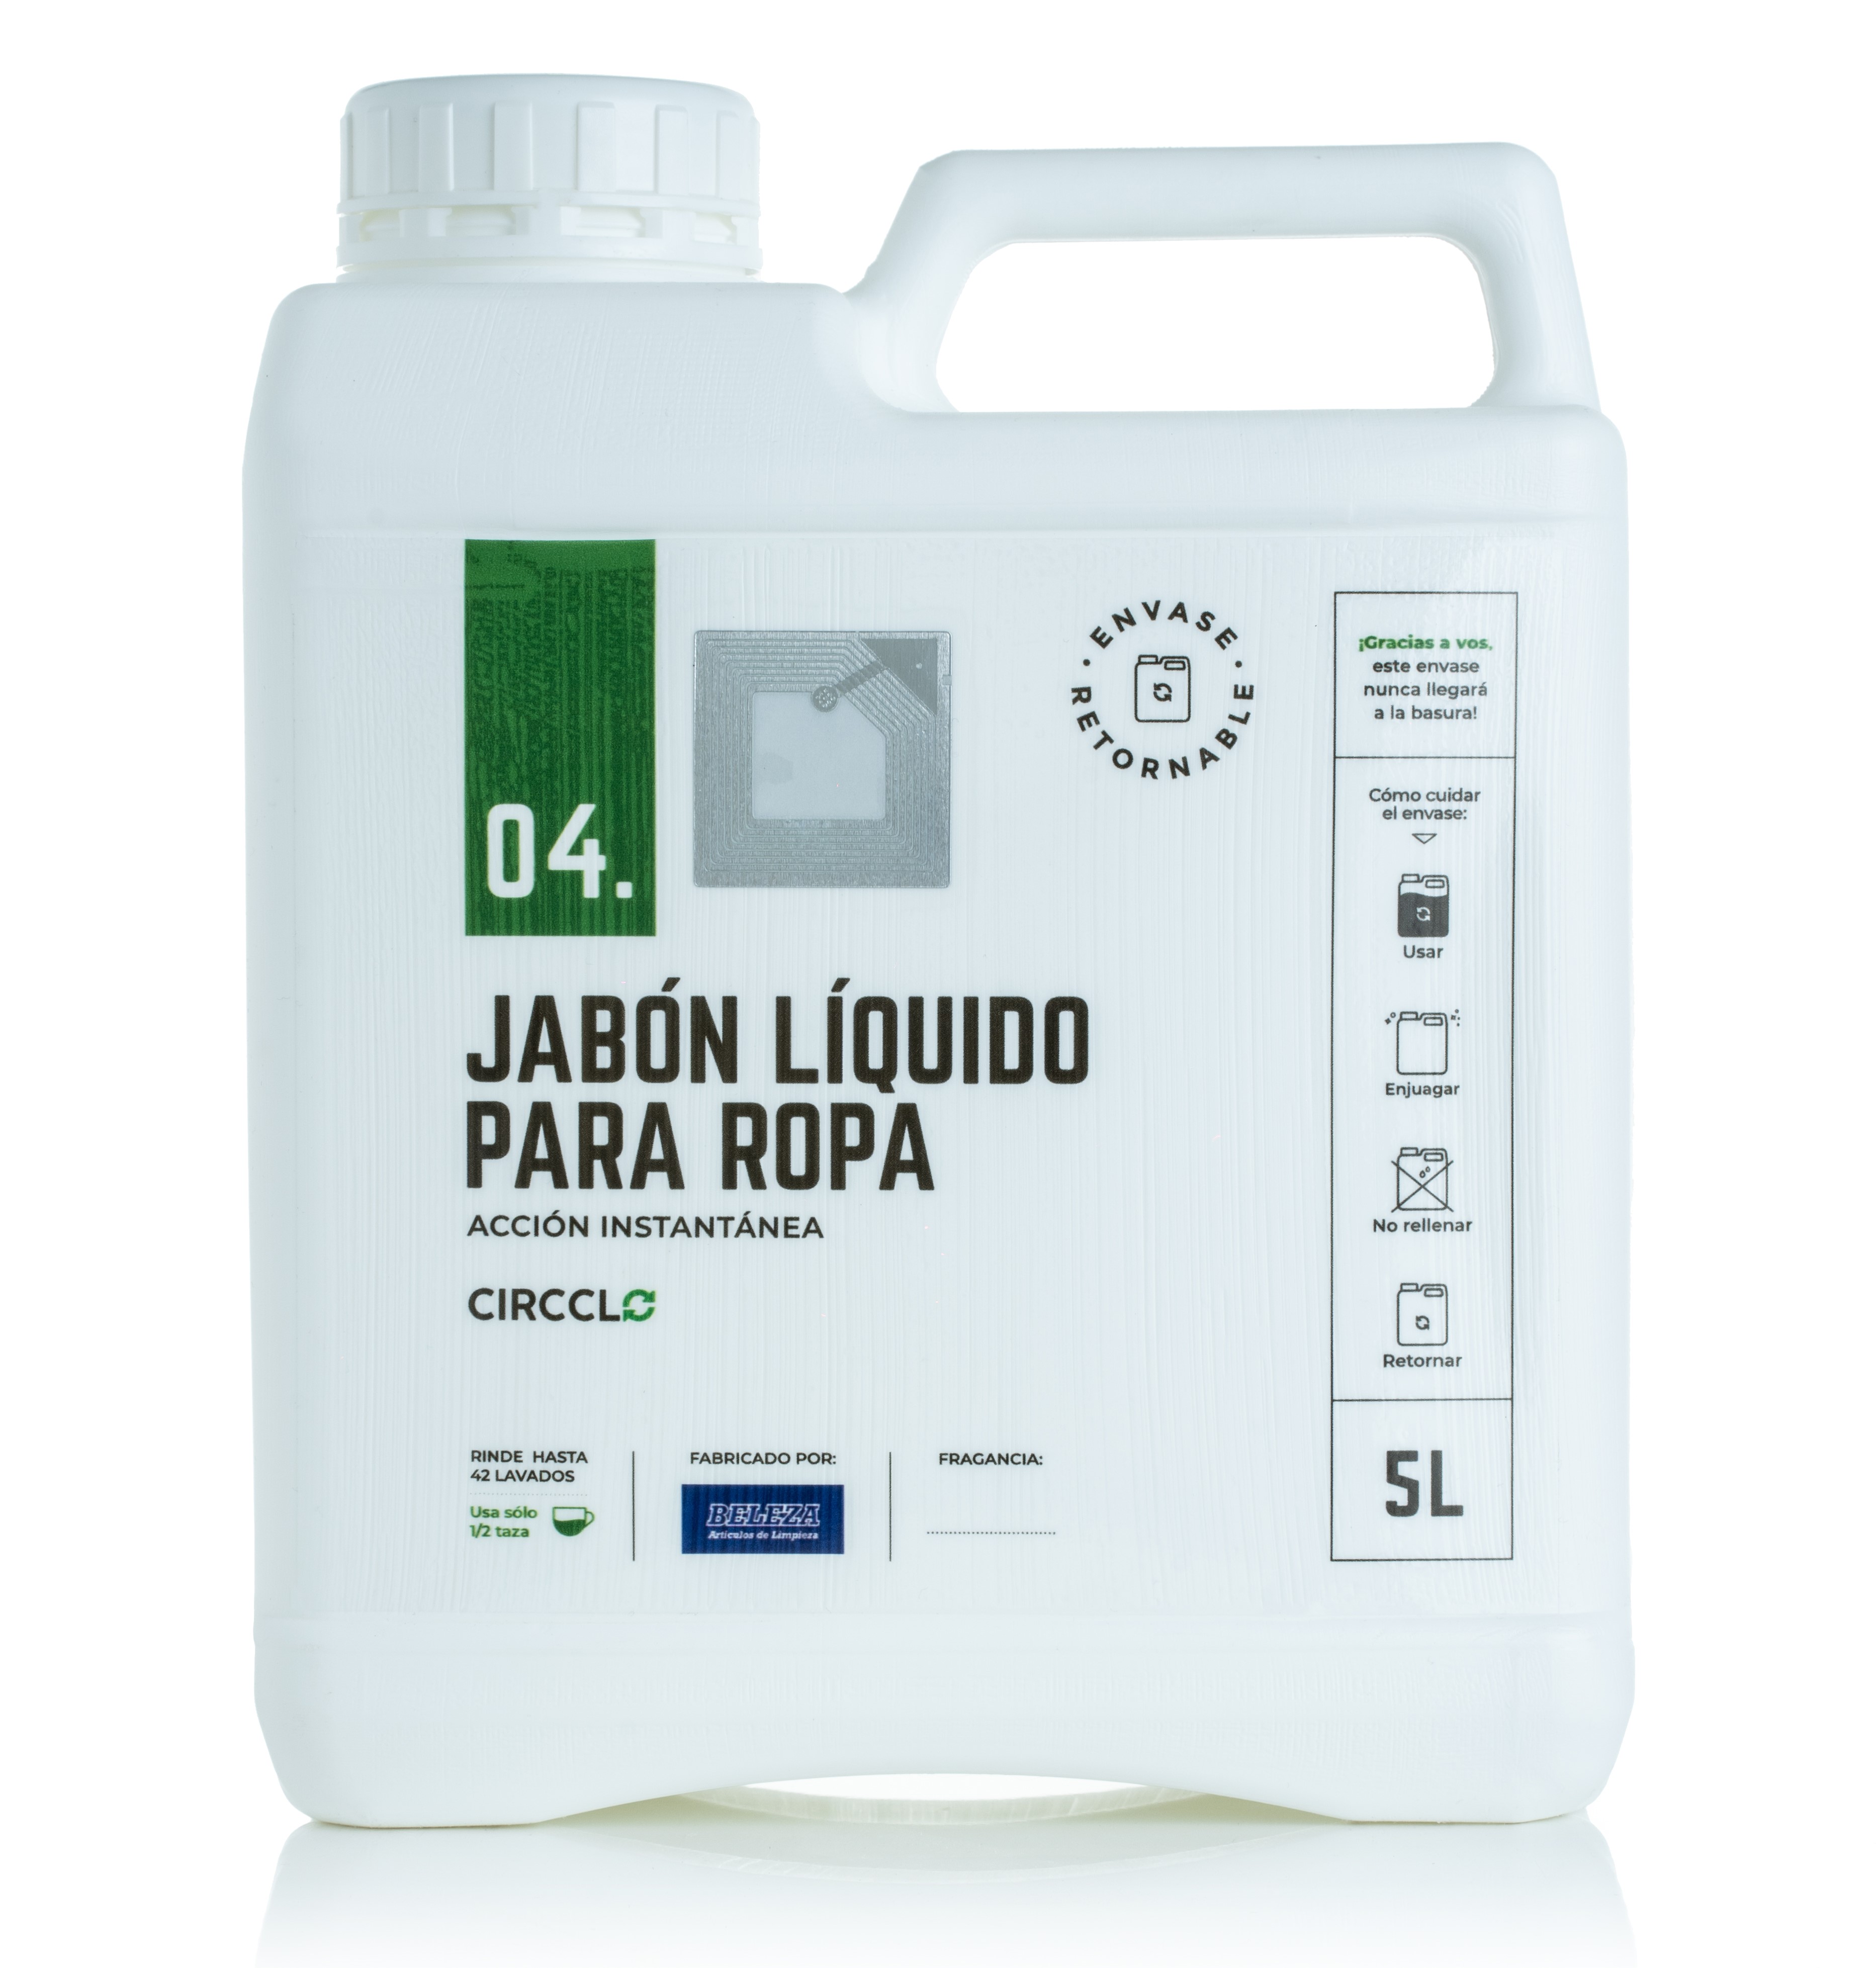 04.
JABÓN LÍQUIDO
PARA ROPA
ACCIÓN INSTANTÁNEA
CIRCCLO
RINDE HASTA
42 LAVADOS
Usa sólo
1/2 taza
FABRICADO POR:
BELEZA
Artículos de Limpieza
FRAGANCIA:
• ENVASE •
RETORNABLE
¡Gracias a vos,
este envase
nunca llegará
a la basura!
Cómo cuidar
el envase:
Usar
Enjuagar
No rellenar
Retornar
5L